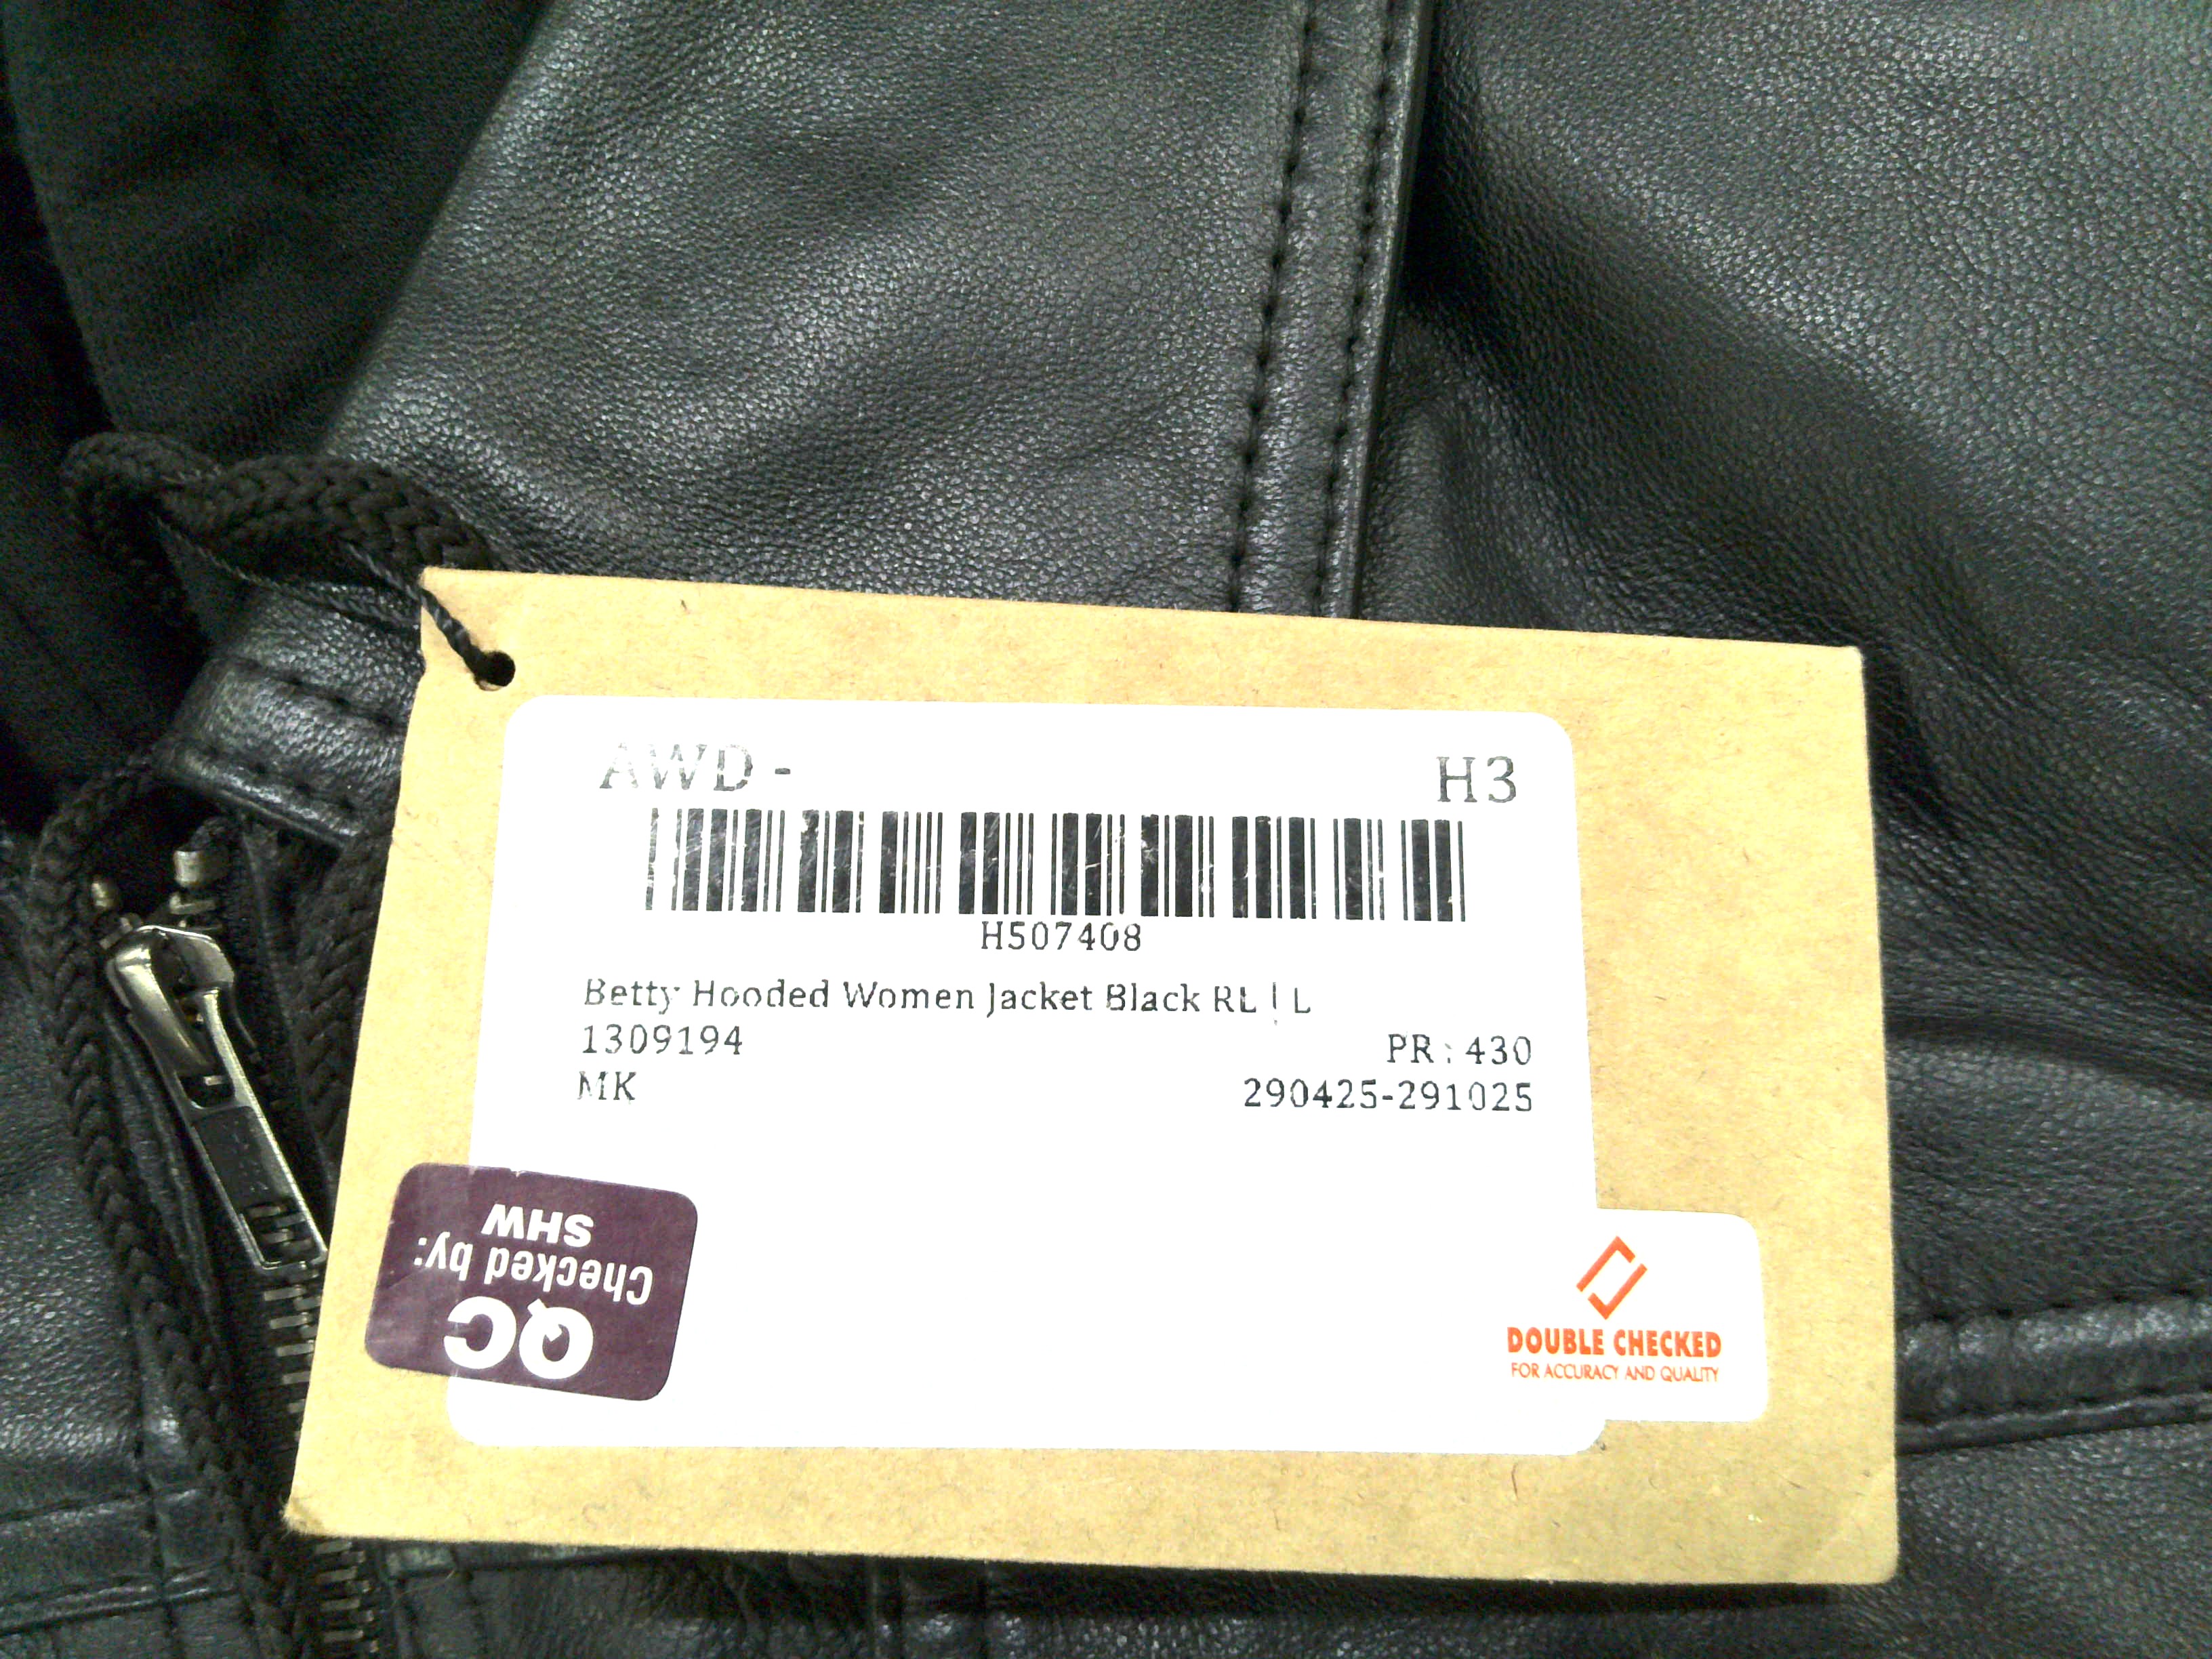 AWD - H3
H507408
Betty Hooded Women Jacket Black RL | L
1309194 PR : 430
MK 290425-291025
QC
Checked by:
SHW
DOUBLE CHECKED
FOR ACCURACY AND QUALITY